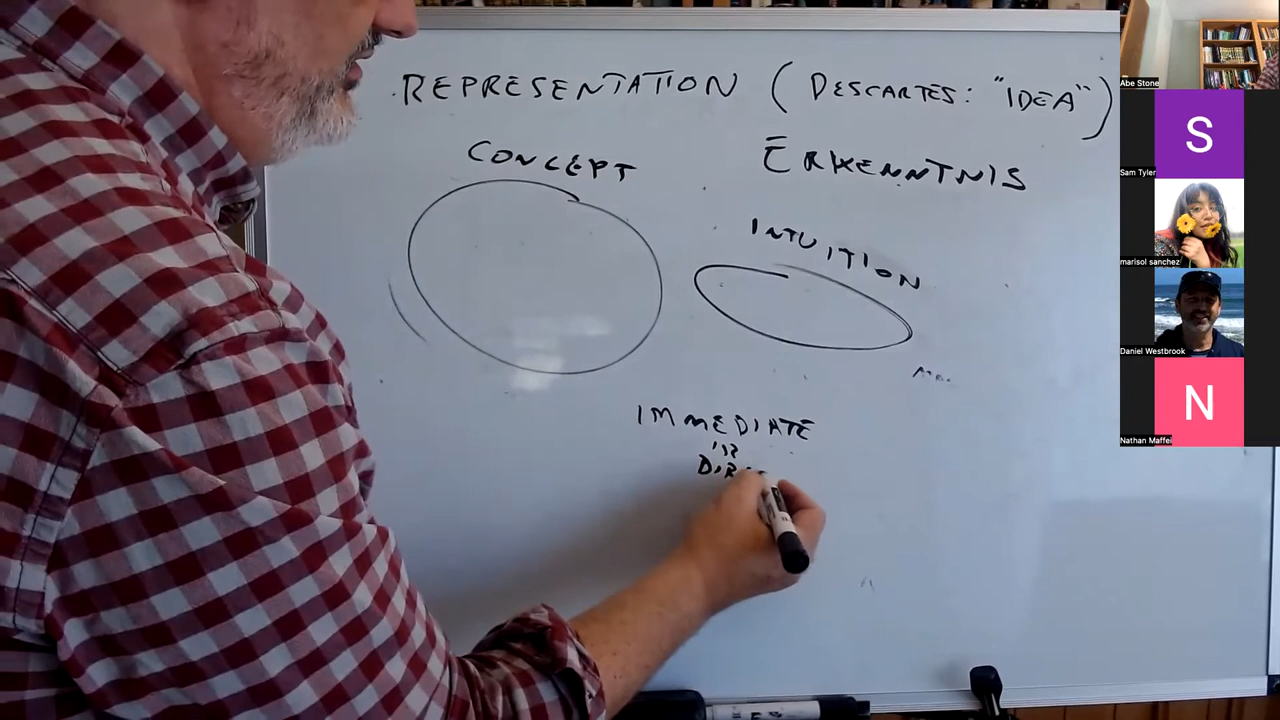 REPRESENTATION (DESCARTES: "IDEA")
CONCEPT
ERKENNTNIS
INTUITION
IMMEDIATE
Abe Stone
S
Sam Tyler
marisol sanchez
Daniel Westbrook
N
Nathan Maffei